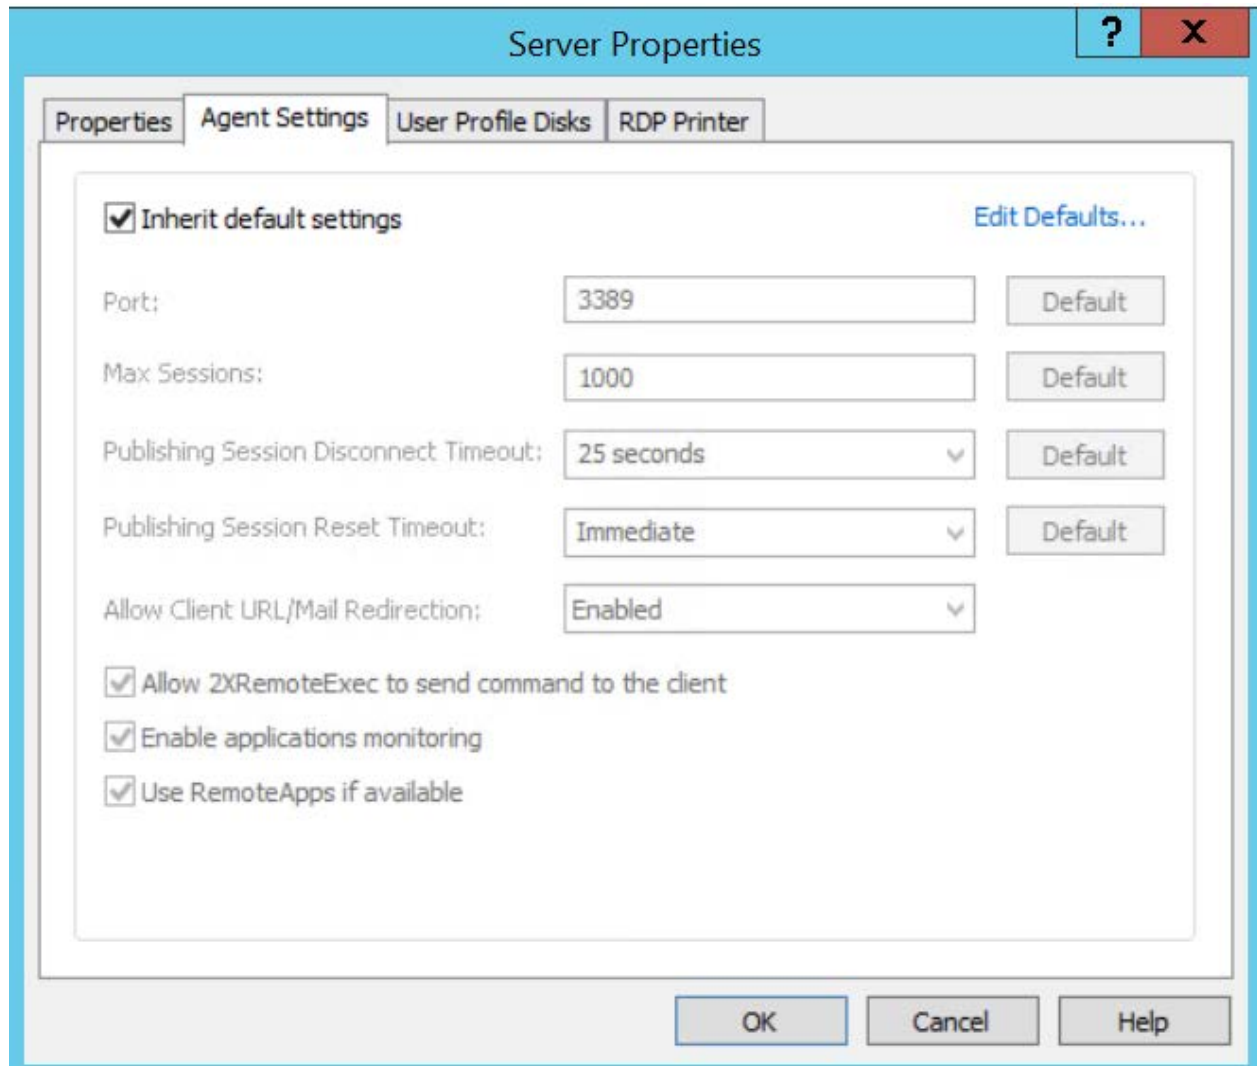 Server Properties
? X
Properties Agent Settings User Profile Disks RDP Printer
Inherit default settings Edit Defaults...
Port: 3389 Default
Max Sessions: 1000 Default
Publishing Session Disconnect Timeout: 25 seconds Default
Publishing Session Reset Timeout: Immediate Default
Allow Client URL/Mail Redirection: Enabled
Allow 2XRemoteExec to send command to the client
Enable applications monitoring
Use RemoteApps if available
OK Cancel Help